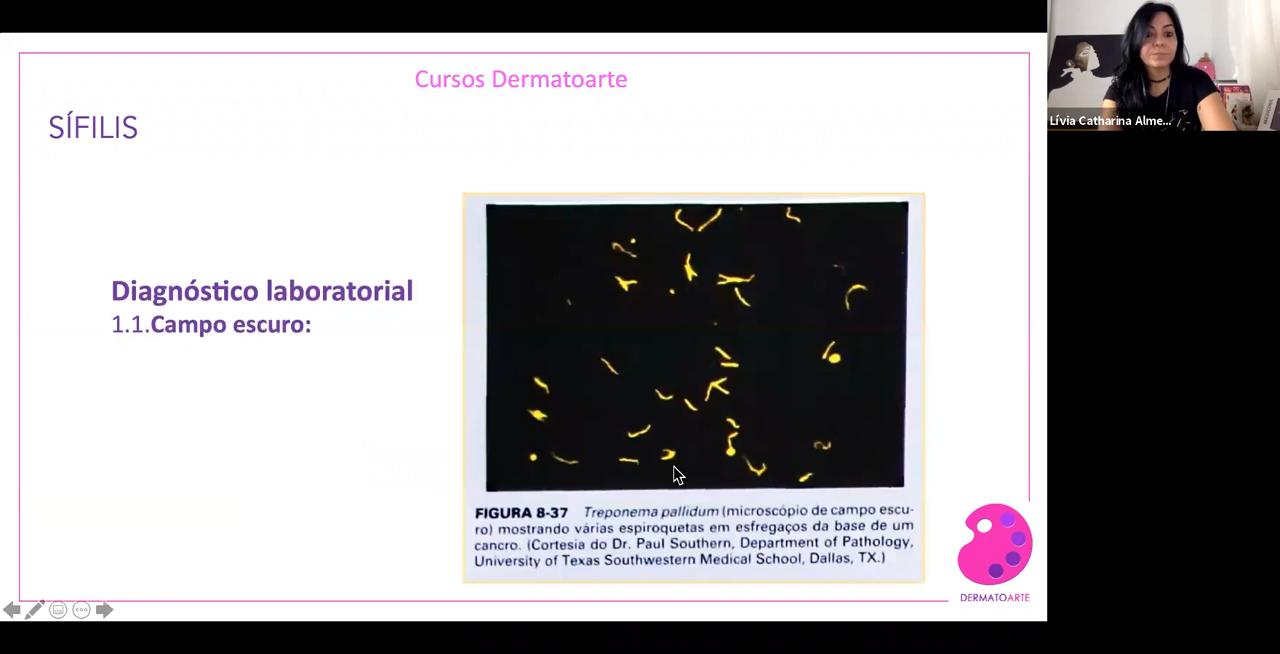 Cursos Dermatoarte
SÍFILIS
Lívia Catharina Alme...
Diagnóstico laboratorial
1.1.Campo escuro:
FIGURA 8-37 Treponema pallidum (microscópio de campo escu-
ro) mostrando várias espiroquetas em esfregaços da base de um
cancro. (Cortesia do Dr. Paul Southern, Department of Pathology,
University of Texas Southwestern Medical School, Dallas, TX.)
DERMATOARTE